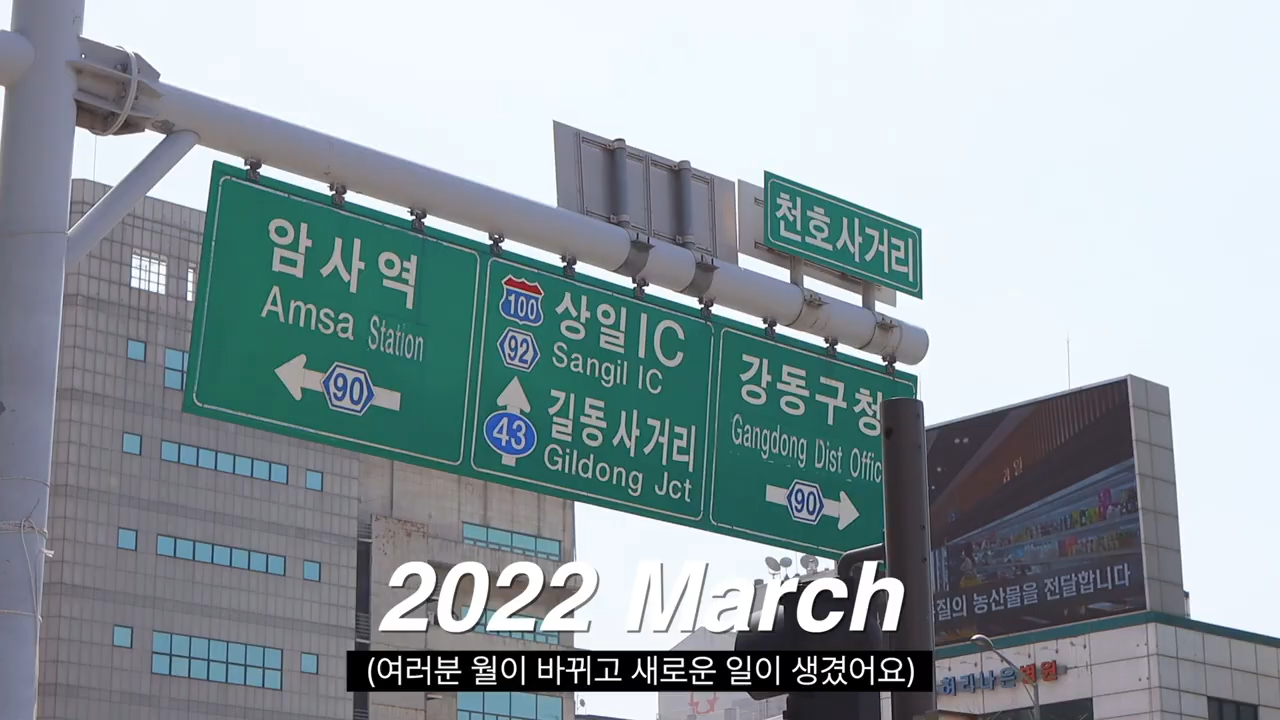 천호사거리
암사역
Amsa Station
90
100
92
상일IC
Sangil IC
43
길동사거리
Gildong Jct
강동구청
Gangdong Dist
90
농산물을 전달합니다
2022 March
(여러분 월이 바뀌고 새로운 일이 생겼어요)